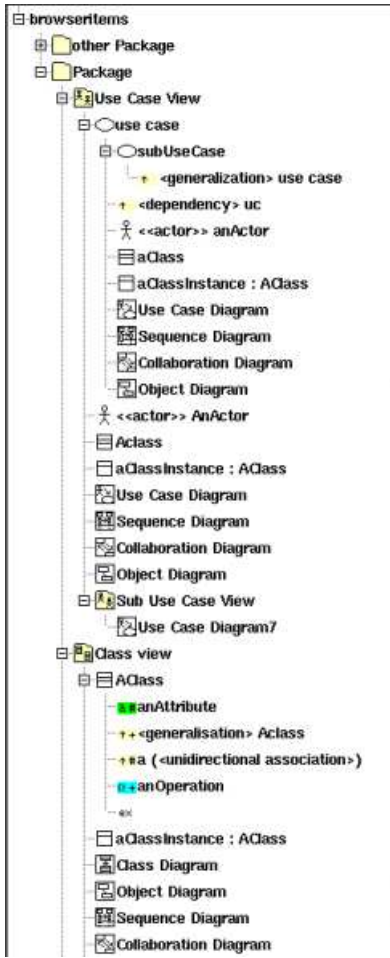 browseritems
other Package
Package
Use Case View
use case
subUseCase
<generalization> use case
<dependency> uc
<<actor>> anActor
aClass
aClassInstance : AClass
Use Case Diagram
Sequence Diagram
Collaboration Diagram
Object Diagram
<<actor>> AnActor
Aclass
aClassInstance : AClass
Use Case Diagram
Sequence Diagram
Collaboration Diagram
Object Diagram
Sub Use Case View
Use Case Diagram7
Class view
AClass
anAttribute
+<generalisation> Aclass
#a (<unidirectional association>)
anOperation
ex
aClassInstance : AClass
Class Diagram
Object Diagram
Sequence Diagram
Collaboration Diagram